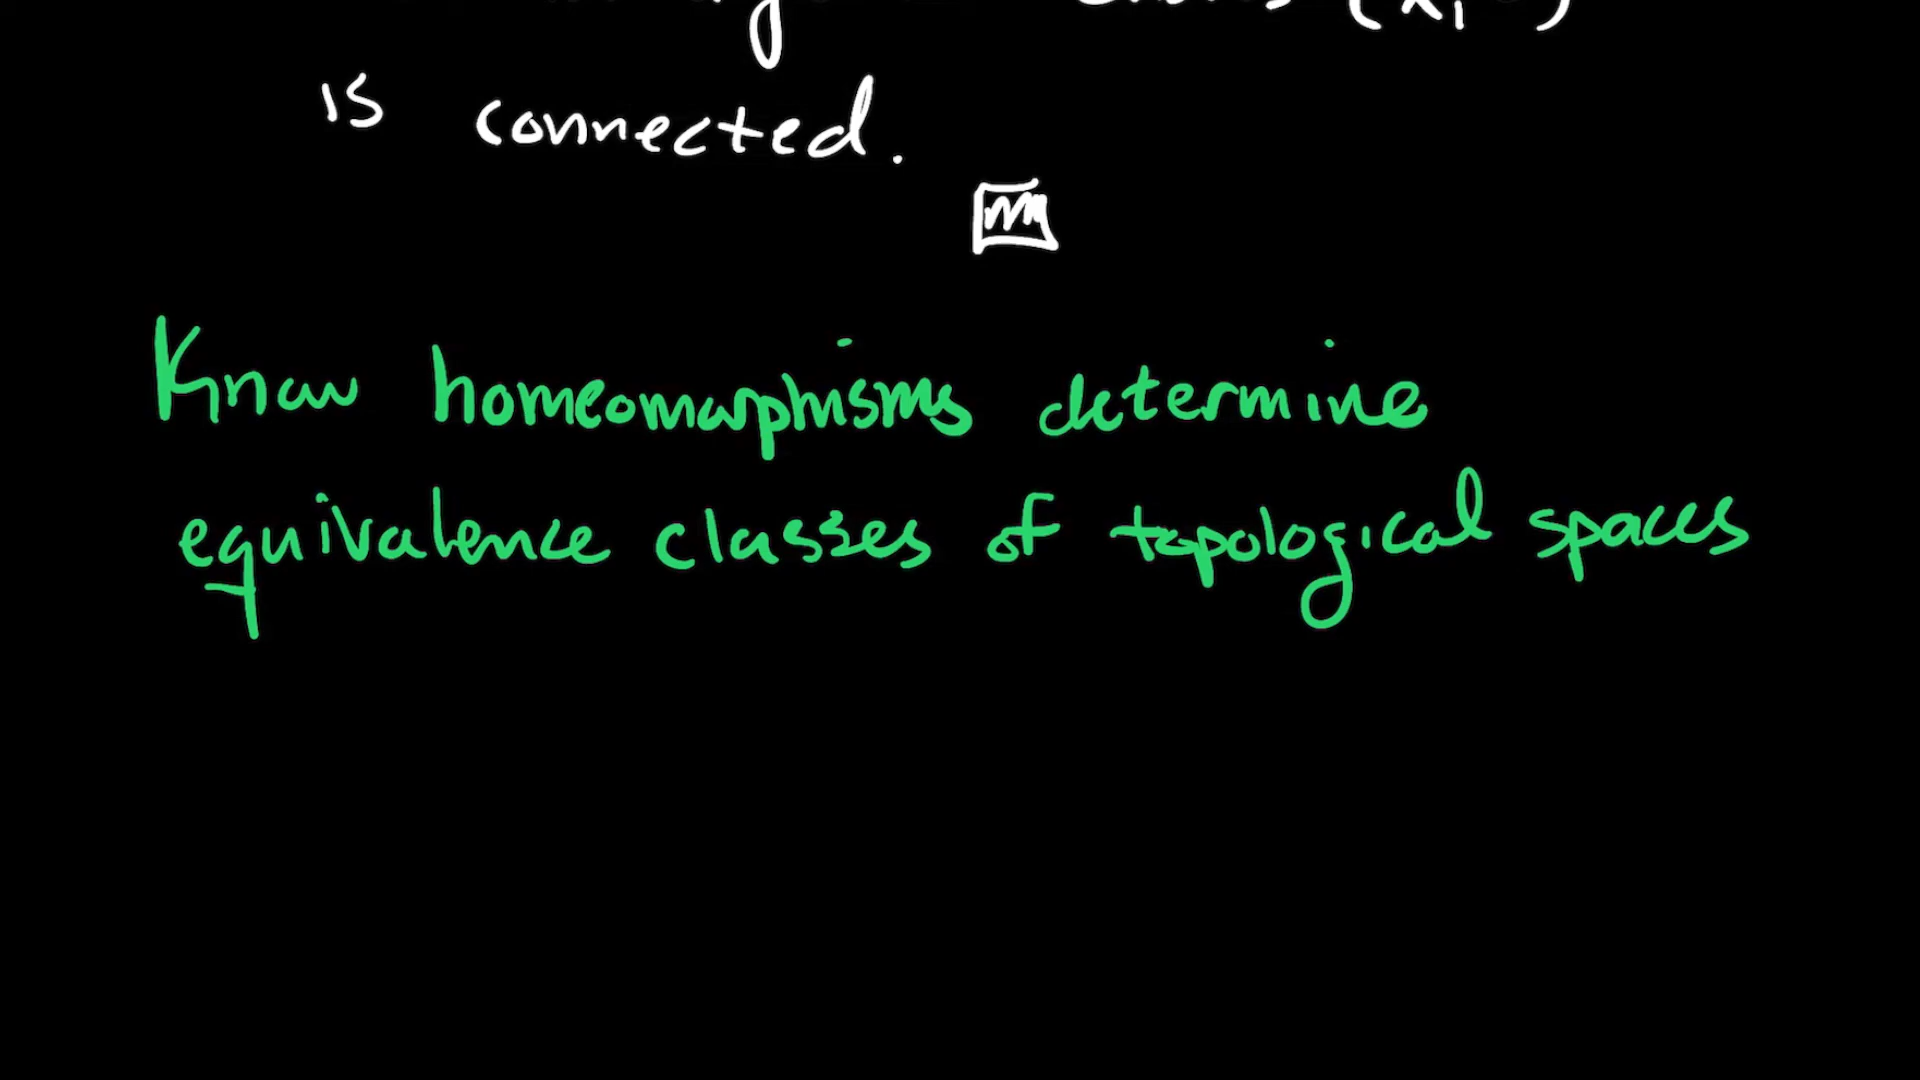 is connected.
Know homeomorphisms determine
equivalence classes of topological spaces